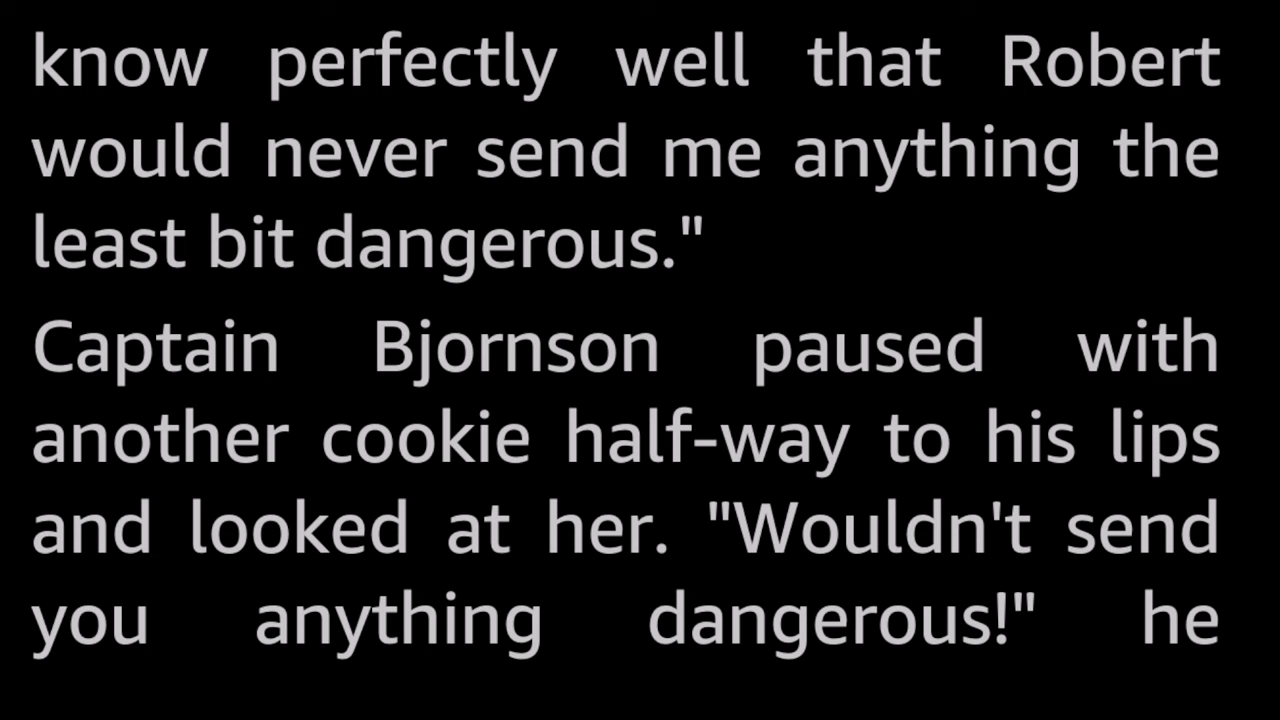 know perfectly well that Robert
would never send me anything the
least bit dangerous."
Captain Bjornson paused with
another cookie half-way to his lips
and looked at her. "Wouldn't send
you anything dangerous!" he